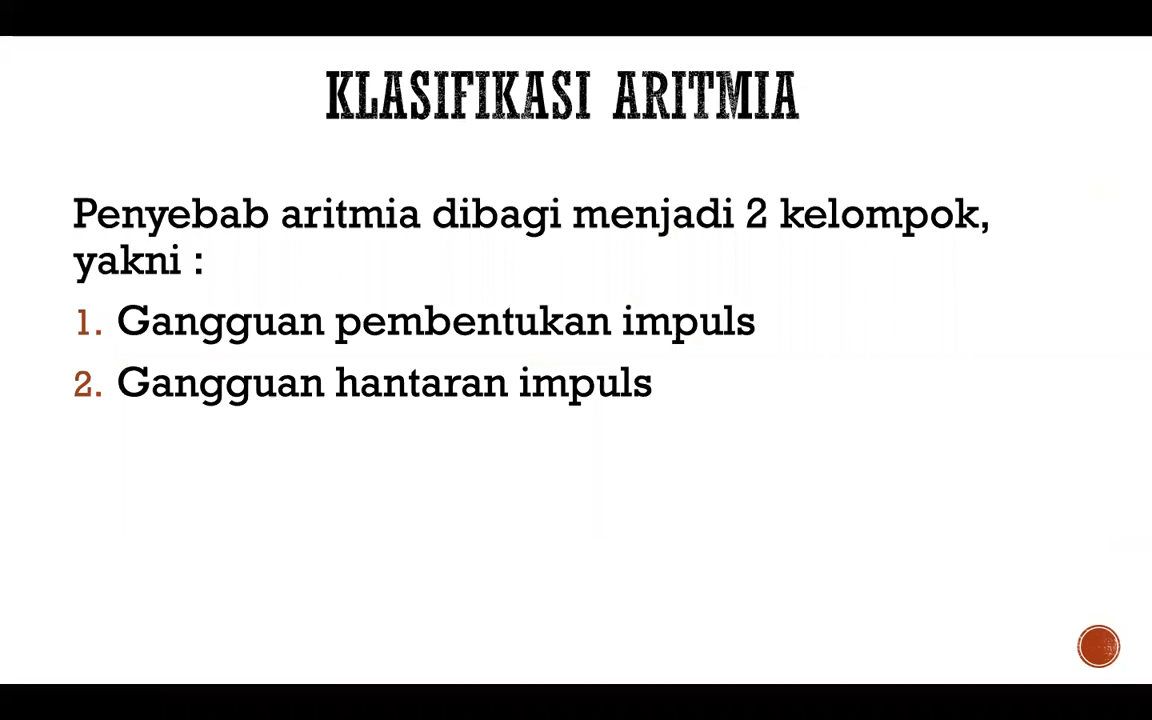 KLASIFIKASI ARITMIA
Penyebab aritmia dibagi menjadi 2 kelompok,
yakni :
1. Gangguan pembentukan impuls
2. Gangguan hantaran impuls